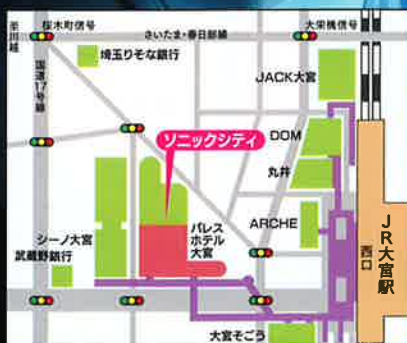 至川越
桜木町信号
大栄橋信号
さいたま・春日部線
埼玉りそな銀行
国道17号線
JACK大宮
DOM
ソニックシティ
丸井
ARCHE
パレス
ホテル
大宮
シーノ大宮
武蔵野銀行
西口
JR大宮駅
大宮そごう